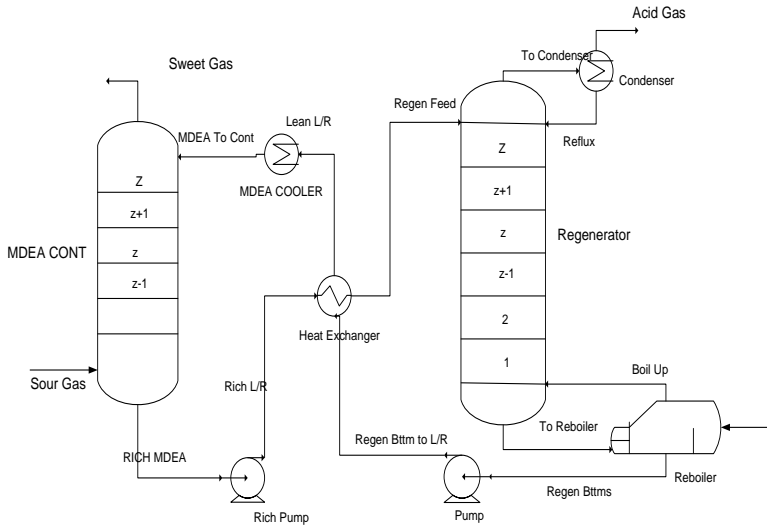 Acid Gas
To Condenser
Condenser
Sweet Gas
Lean L/R
Regen Feed
MDEA To Cont
Reflux
MDEA COOLER
Z
z+1
z
z-1
MDEA CONT
Z
z+1
z
z-1
2
1
Regenerator
Heat Exchanger
Sour Gas
Rich L/R
Boil Up
To Reboiler
Regen Bttm to L/R
RICH MDEA
Reboiler
Regen Bttms
Rich Pump
Pump